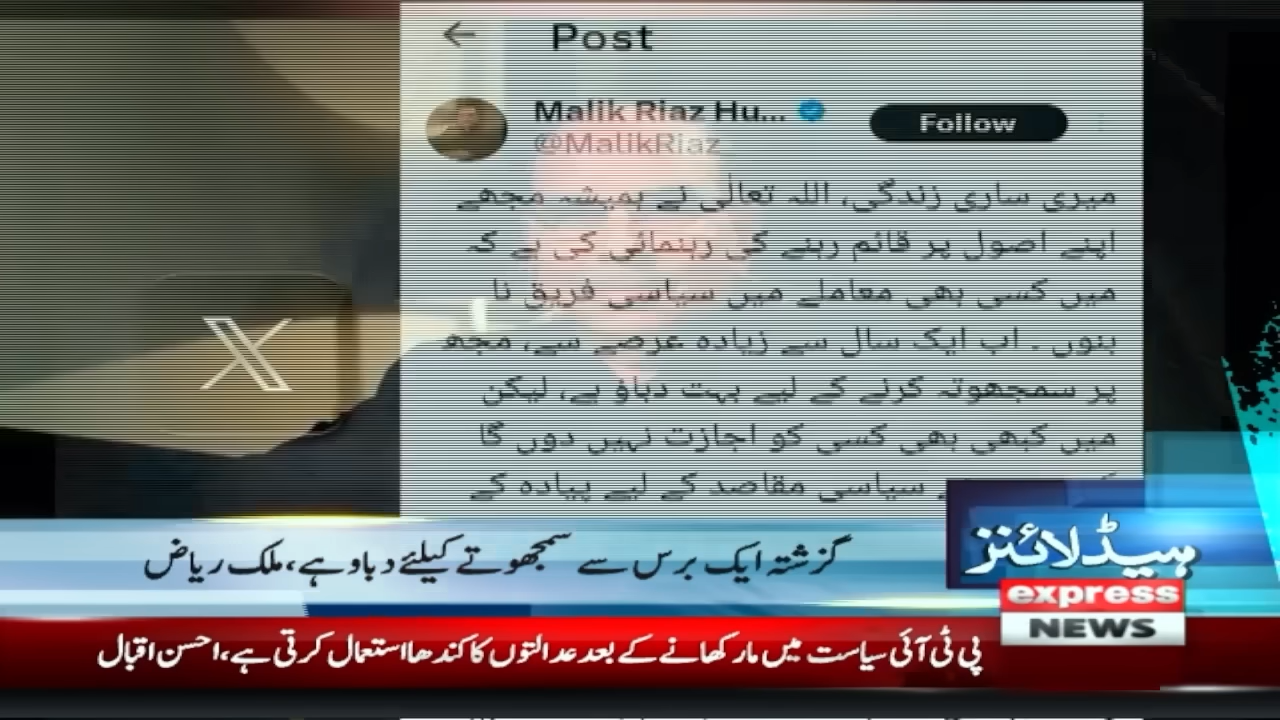 Post
Malik Riaz Hu...
Follow
@MalikRiaz
میری ساری زندگی، اللہ تعالٰی نے ہمیشہ مجھے
اپنے اصول پر قائم رہنے کی رہنمائی کی ہے کہ
میں کسی بھی معاملے میں سیاسی فریق نا
بنوں ۔ اب ایک سال سے زیادہ عرصے سے، مجھ
پر سمجھوتہ کرنے کے لیے بہت دباؤ ہے، لیکن
میں کبھی بھی کسی کو اجازت نہیں دوں گا
سیاسی مقاصد کے لیے پیادہ کے
ہیڈلائنز
گزشتہ ایک برس سے سمجھوتے کیلئے دباو ہے، ملک ریاض
express
NEWS
پی ٹی آئی سیاست میں مار کھانے کے بعد عدالتوں کا کندھا استعمال کرتی ہے، احسن اقبال